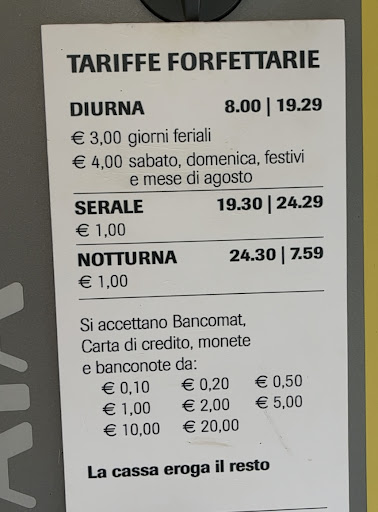 TARIFFE FORFETTARIE
DIURNA 8.00 | 19.29
€ 3,00 giorni feriali
€ 4,00 sabato, domenica, festivi
e mese di agosto
SERALE 19.30 | 24.29
€ 1,00
NOTTURNA 24.30 | 7.59
€ 1,00
Si accettano Bancomat,
Carta di credito, monete
e banconote da:
€ 0,10 € 0,20 € 0,50
€ 1,00 € 2,00 € 5,00
€ 10,00 € 20,00
La cassa eroga il resto